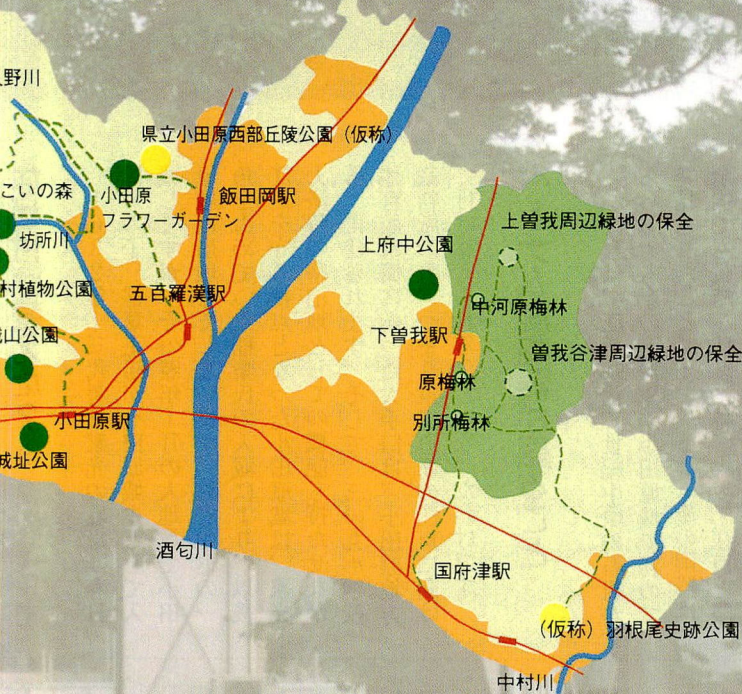 野川
県立小田原西部丘陵公園（仮称）
こいの森
小田原
フラワーガーデン
飯田岡駅
上曽我周辺緑地の保全
坊所川
上府中公園
村植物公園
五百羅漢駅
中河原梅林
山公園
下曽我駅
曽我谷津周辺緑地の保全
原梅林
小田原駅
別所梅林
城址公園
酒匂川
国府津駅
（仮称）羽根尾史跡公園
中村川